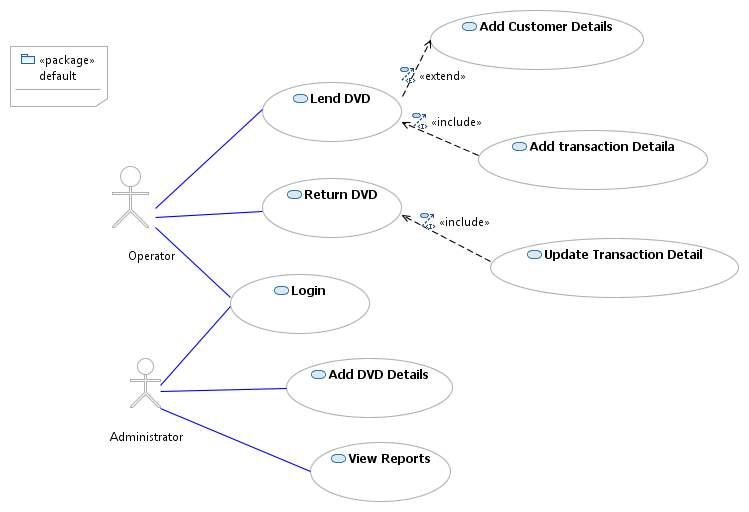 Add Customer Details
«package»
default
«extend»
Lend DVD
«include»
Add transaction Detaila
Return DVD
«include»
Operator
Update Transaction Detail
Login
Add DVD Details
Administrator
View Reports